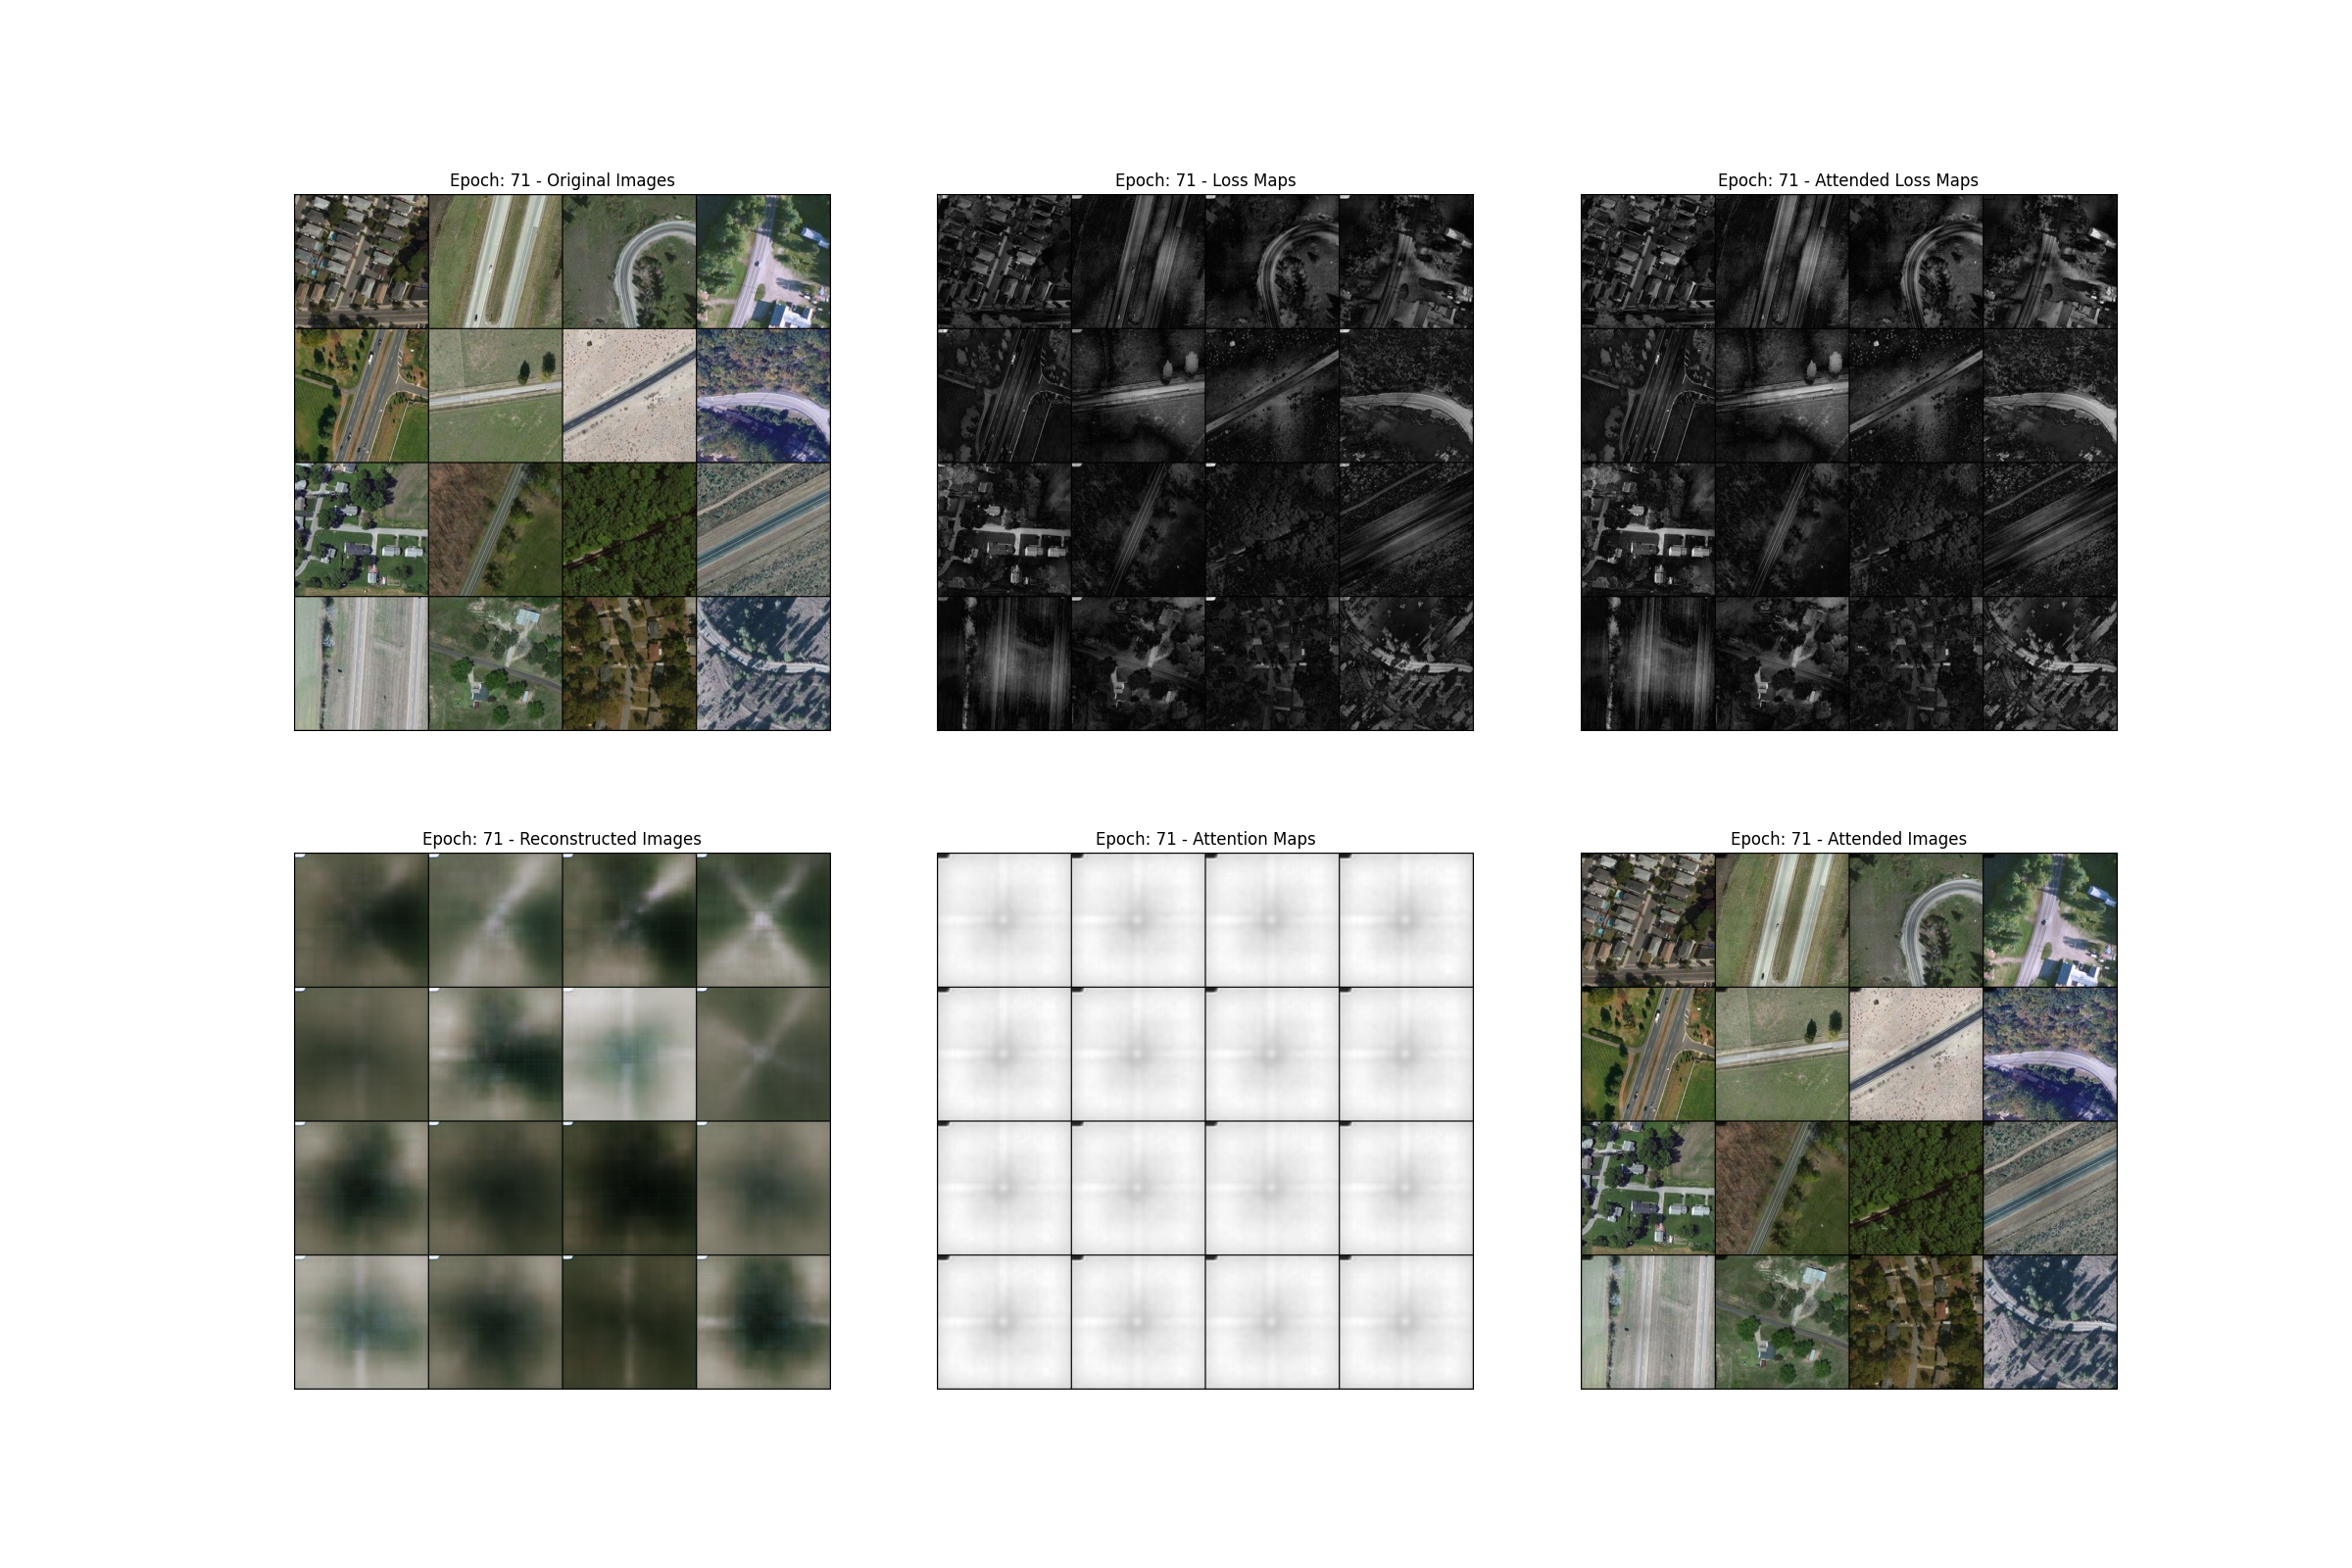 Epoch: 71 - Original Images
Epoch: 71 - Loss Maps
Epoch: 71 - Attended Loss Maps
Epoch: 71 - Reconstructed Images
Epoch: 71 - Attention Maps
Epoch: 71 - Attended Images